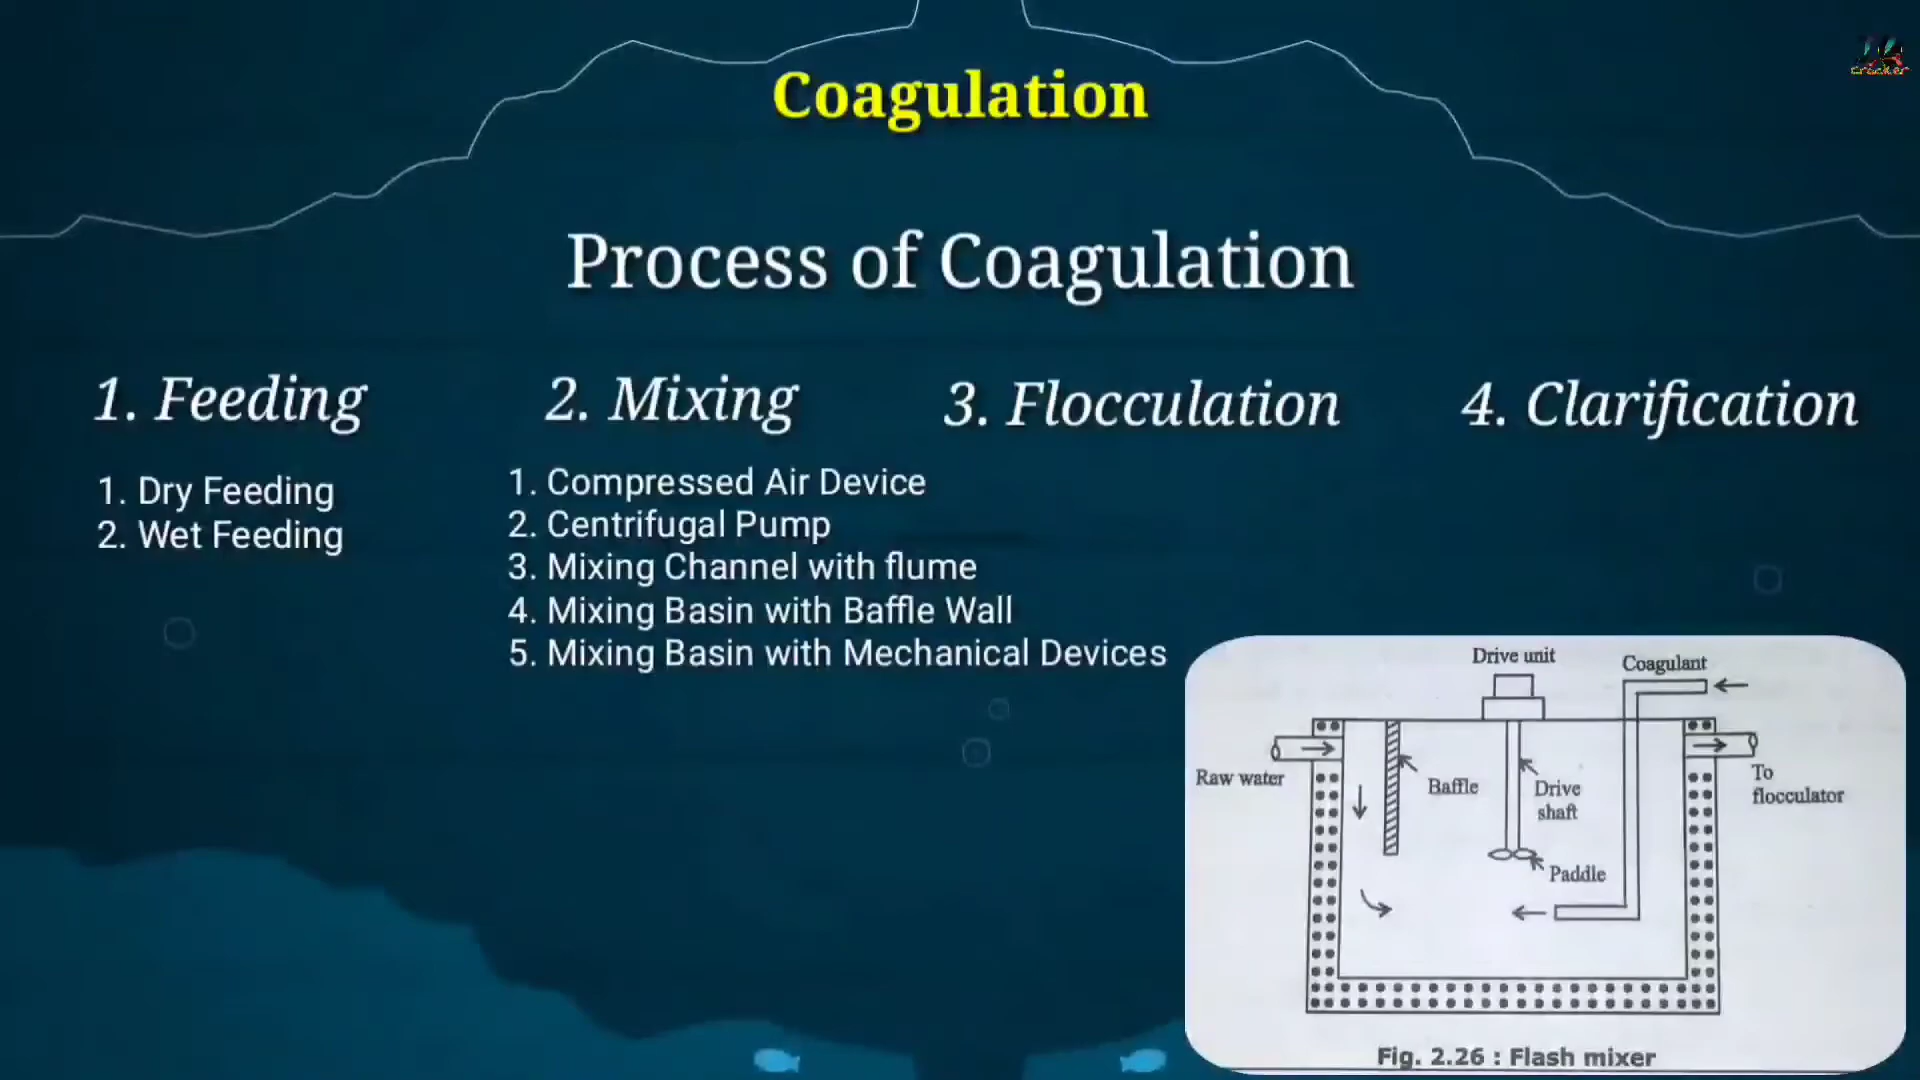 Coagulation
Process of Coagulation
1. Feeding
1. Dry Feeding
2. Wet Feeding
2. Mixing
1. Compressed Air Device
2. Centrifugal Pump
3. Mixing Channel with flume
4. Mixing Basin with Baffle Wall
5. Mixing Basin with Mechanical Devices
3. Flocculation
4. Clarification
Drive unit
Coagulant
Raw water
Baffle
Drive
shaft
Paddle
To
flocculator
Fig. 2.26 : Flash mixer
cracker